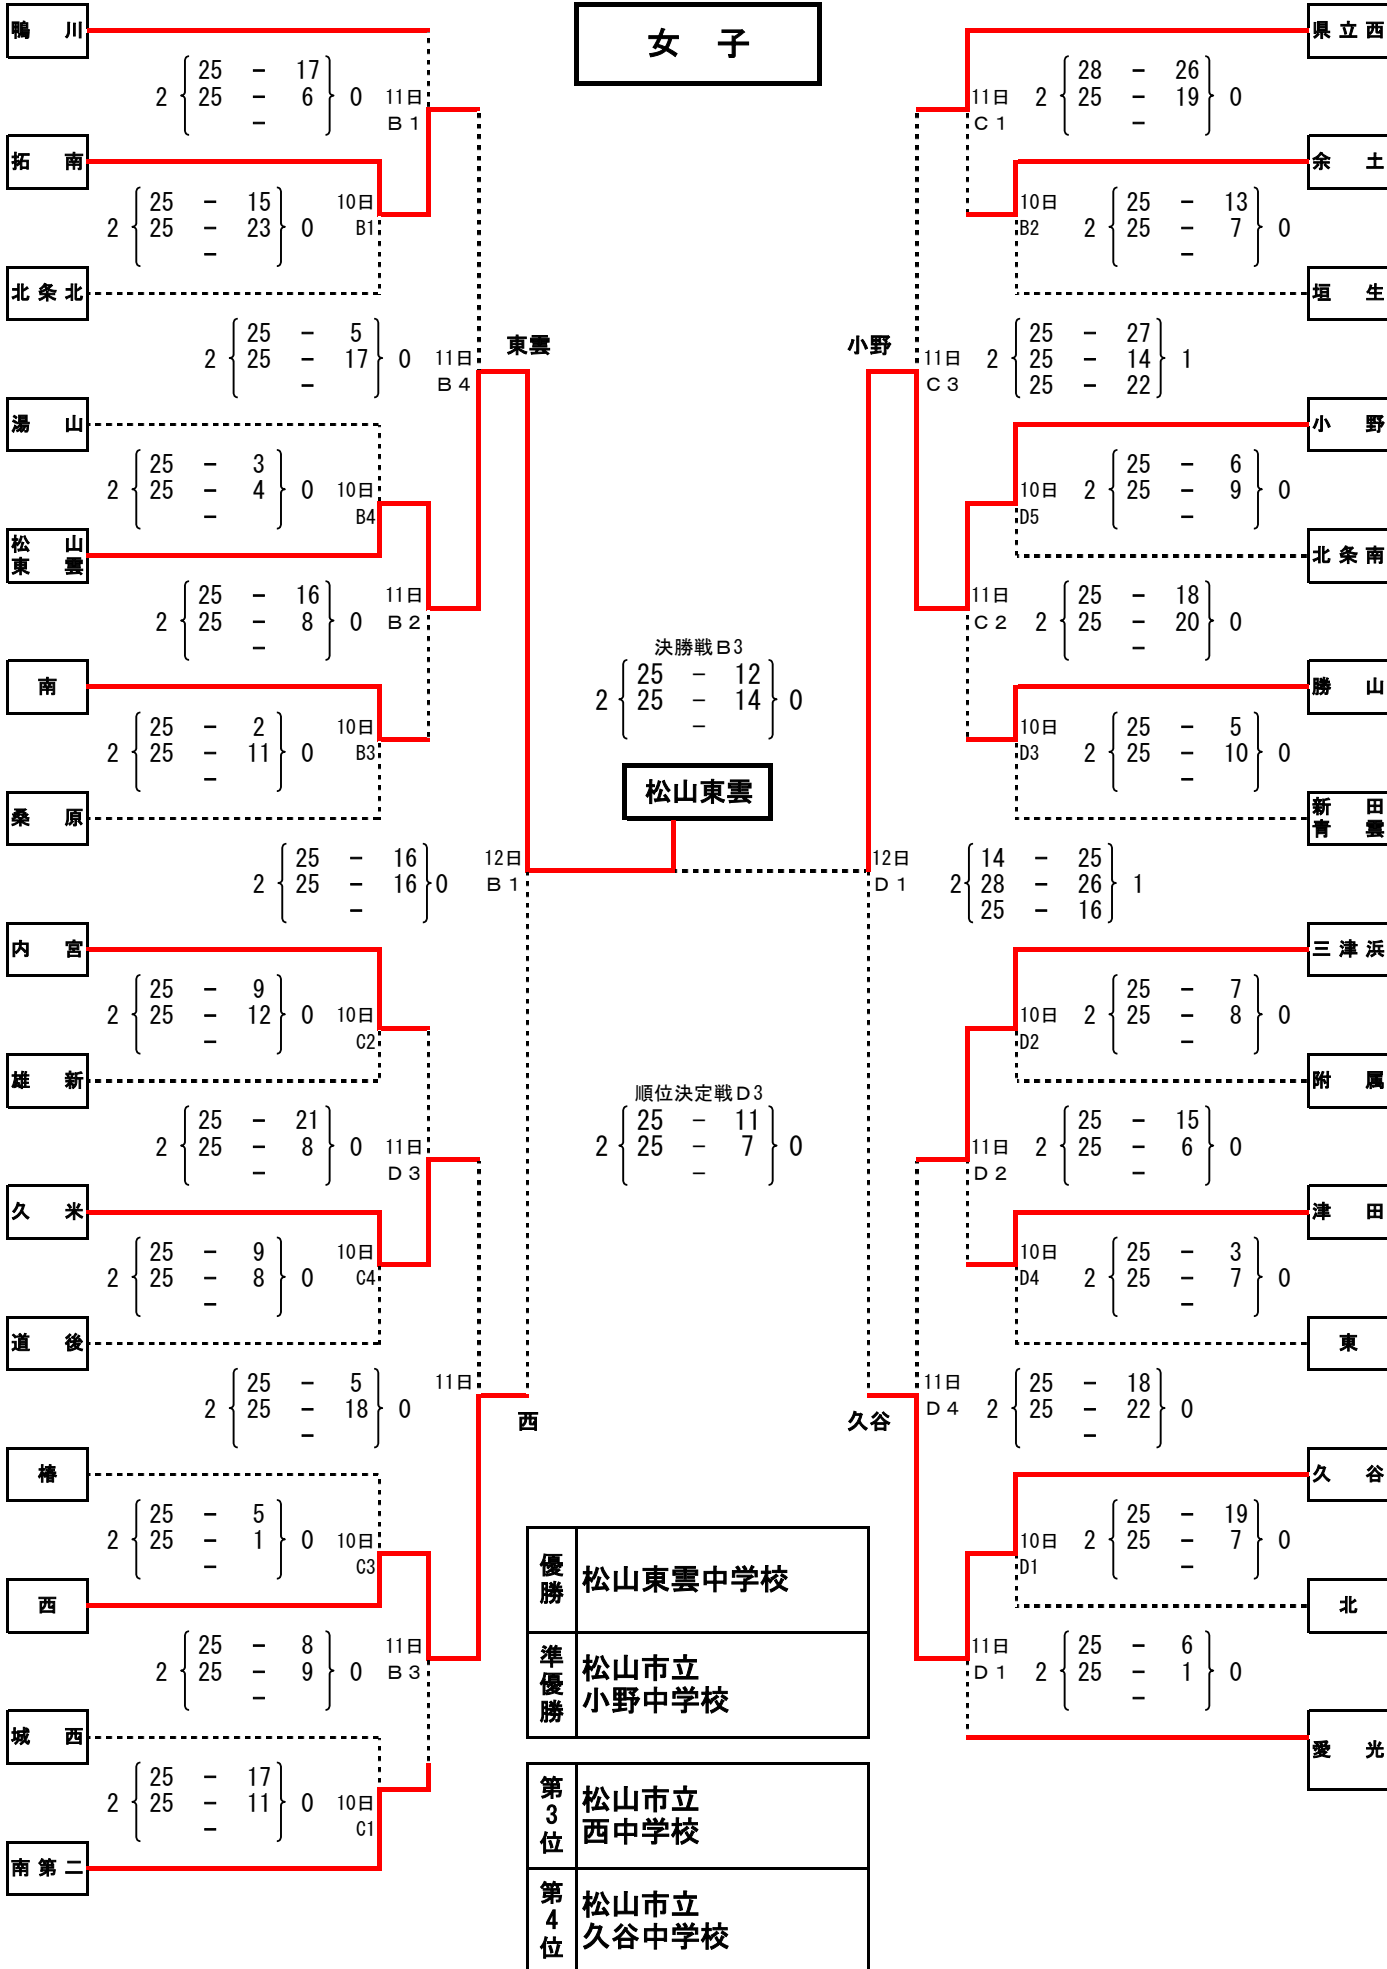 女 子
鴨 川
25 － 17
2 25 － 6 0 11日
－ B 1
拓 南
25 － 15 10日
2 25 － 23 0 B1
－
北 条 北
25 － 5
2 25 － 17 0 11日
－ B 4
東雲
湯 山
25 － 3
2 25 － 4 0 10日
－ B4
松 山
東 雲
25 － 16 11日
2 25 － 8 0 B 2
－
南
25 － 2 10日
2 25 － 11 0 B3
－
桑 原
25 － 16 12日
2 25 － 16 0 B 1
－
内 宮
25 － 9
2 25 － 12 0 10日
－ C2
雄 新
25 － 21
2 25 － 8 0 11日
－ D 3
久 米
25 － 9 10日
2 25 － 8 0 C4
－
道 後
25 － 5 11日
2 25 － 18 0
－
西
椿
25 － 5
2 25 － 1 0 10日
－ C3
西
25 － 8 11日
2 25 － 9 0 B 3
－
城 西
25 － 17
2 25 － 11 0 10日
－ C1
南 第 二
決勝戦Ｂ3
25 － 12
2 25 － 14 0
－
松山東雲
順位決定戦Ｄ3
25 － 11
2 25 － 7 0
－
県 立 西
28 － 26
11日 2 25 － 19 0
C 1 －
余 土
10日 25 － 13
B2 2 25 － 7 0
－
垣 生
小野
25 － 27
11日 2 25 － 14 1
C 3 25 － 22
小 野
25 － 6
10日 2 25 － 9 0
D5 －
北 条 南
11日 25 － 18
C 2 2 25 － 20 0
－
勝 山
10日 25 － 5
D3 2 25 － 10 0
－
新 田
青 雲
12日 14 － 25
D 1 2 28 － 26 1
25 － 16
三 津 浜
25 － 7
10日 2 25 － 8 0
D2 －
附 属
25 － 15
11日 2 25 － 6 0
D 2 －
津 田
10日 25 － 3
D4 2 25 － 7 0
－
東
11日 25 － 18
D 4 2 25 － 22 0
－
久谷
久 谷
25 － 19
10日 2 25 － 7 0
D1 －
北
11日 25 － 6
D 1 2 25 － 1 0
－
愛 光
優勝 松山東雲中学校
準優勝 松山市立
小野中学校
第3位 松山市立
西中学校
第4位 松山市立
久谷中学校